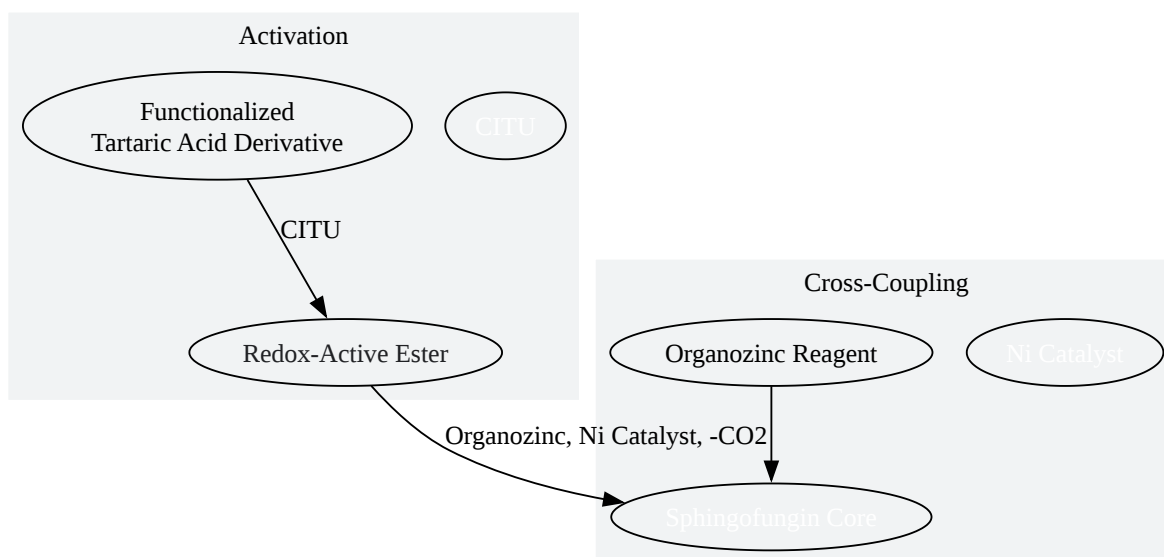 Activation
Functionalized
Tartaric Acid Derivative
CITU
CITU
Redox-Active Ester
Cross-Coupling
Organozinc Reagent
Ni Catalyst
Organozinc, Ni Catalyst, -CO2
Sphingofungin Core